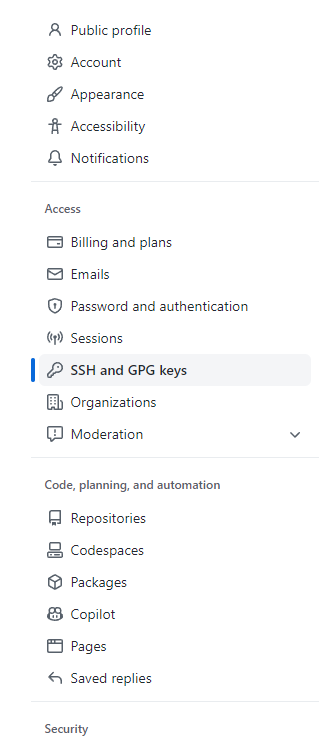 Public profile
Account
Appearance
Accessibility
Notifications
Access
Billing and plans
Emails
Password and authentication
Sessions
SSH and GPG keys
Organizations
Moderation
Code, planning, and automation
Repositories
Codespaces
Packages
Copilot
Pages
Saved replies
Security